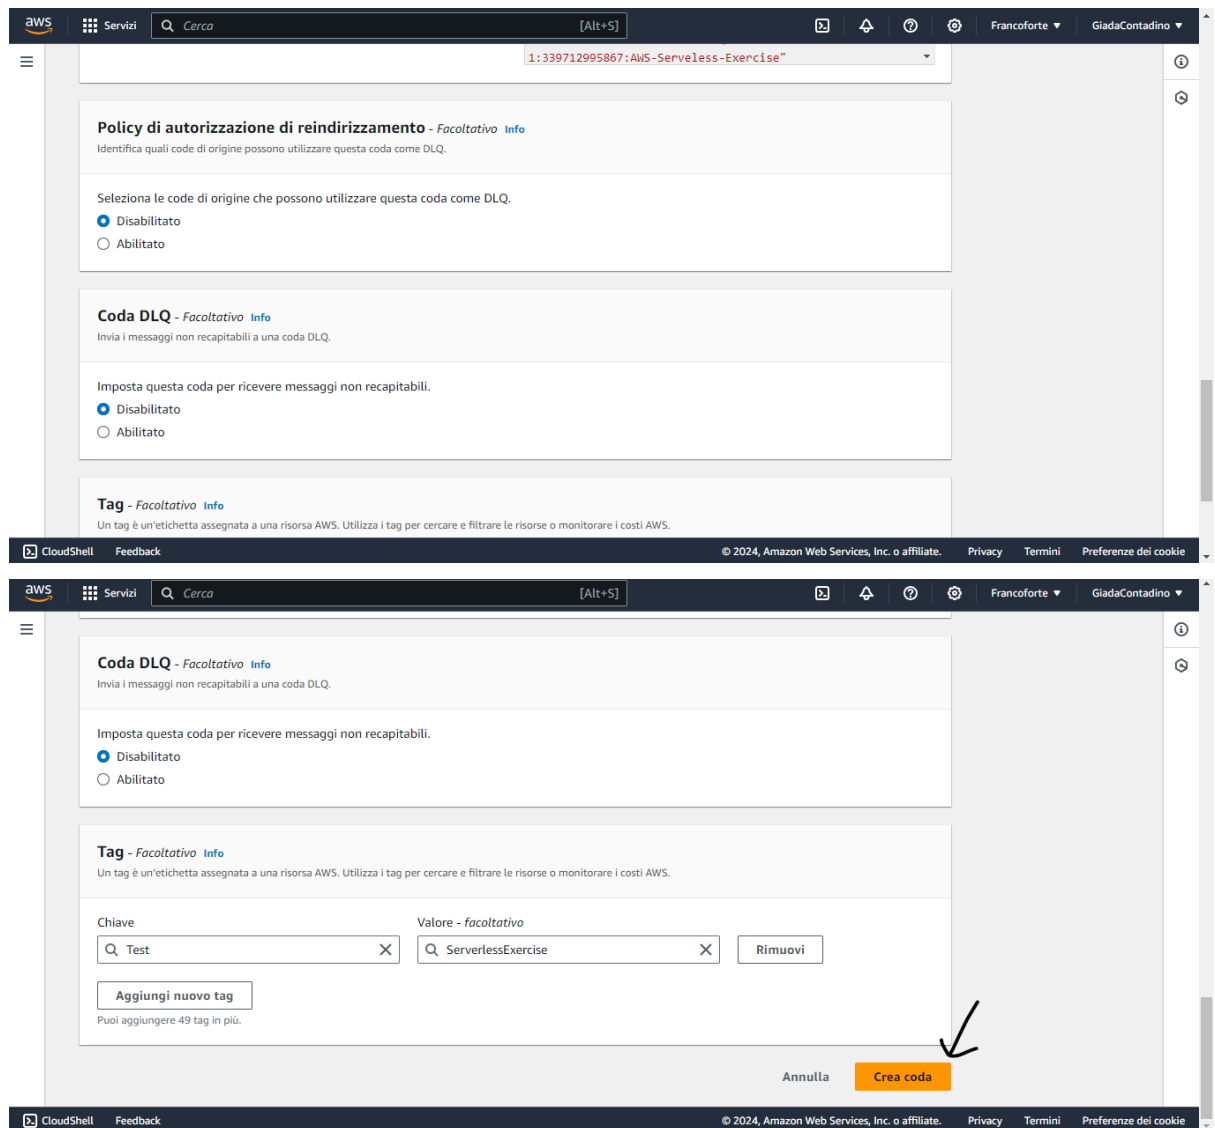 aws Servizi Cerca [Alt+S] Francoforte GiadaContadino
1:339712995867:AWS-Serveless-Exercise"
Policy di autorizzazione di reindirizzamento - Facoltativo Info
Identifica quali code di origine possono utilizzare questa coda come DLQ.
Seleziona le code di origine che possono utilizzare questa coda come DLQ.
Disabilitato
Abilitato
Coda DLQ - Facoltativo Info
Invia i messaggi non recapitabili a una coda DLQ.
Imposta questa coda per ricevere messaggi non recapitabili.
Disabilitato
Abilitato
Tag - Facoltativo Info
Un tag è un'etichetta assegnata a una risorsa AWS. Utilizza i tag per cercare e filtrare le risorse o monitorare i costi AWS.
CloudShell Feedback © 2024, Amazon Web Services, Inc. o affiliate. Privacy Termini Preferenze dei cookie
aws Servizi Cerca [Alt+S] Francoforte GiadaContadino
Coda DLQ - Facoltativo Info
Invia i messaggi non recapitabili a una coda DLQ.
Imposta questa coda per ricevere messaggi non recapitabili.
Disabilitato
Abilitato
Tag - Facoltativo Info
Un tag è un'etichetta assegnata a una risorsa AWS. Utilizza i tag per cercare e filtrare le risorse o monitorare i costi AWS.
Chiave Valore - facoltativo
Test ServerlessExercise Rimuovi
Aggiungi nuovo tag
Puoi aggiungere 49 tag in più.
Annulla Crea coda
CloudShell Feedback © 2024, Amazon Web Services, Inc. o affiliate. Privacy Termini Preferenze dei cookie